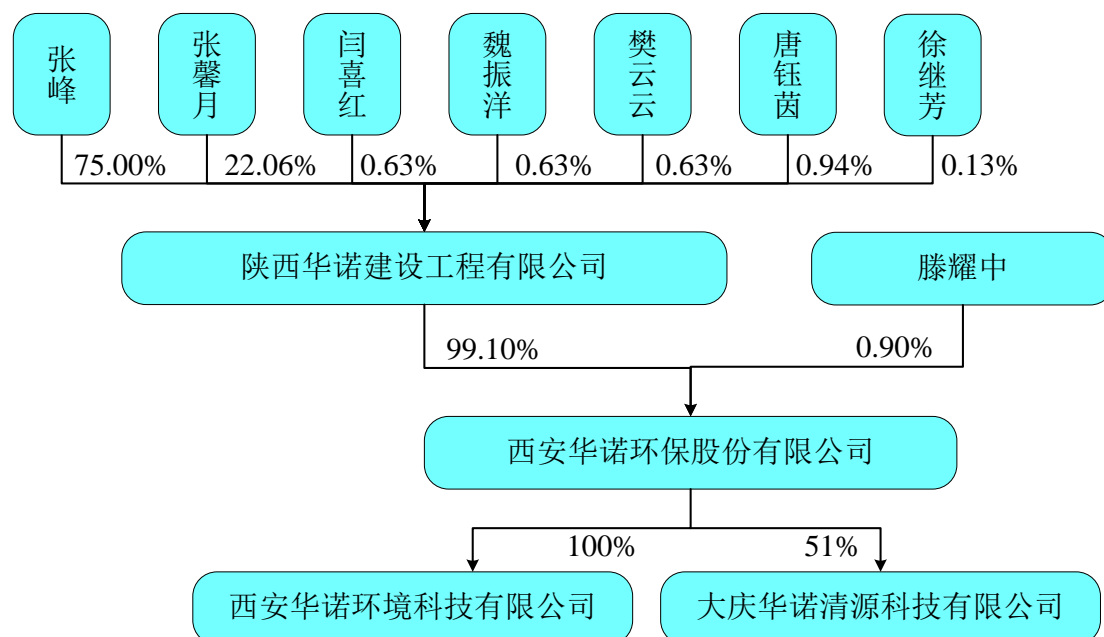 张峰
张馨月
闫喜红
魏振洋
樊云云
唐钰茵
徐继芳
75.00%
22.06%
0.63%
0.63%
0.63%
0.94%
0.13%
陕西华诺建设工程有限公司
滕耀中
99.10%
0.90%
西安华诺环保股份有限公司
100%
51%
西安华诺环境科技有限公司
大庆华诺清源科技有限公司